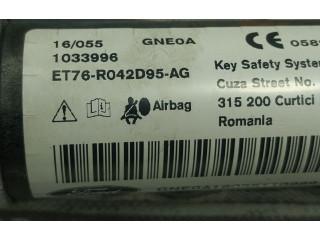 16/055 GNE0A
1033996
ET76-R042D95-AG
Airbag
CE 058
Key Safety System
Cuza Street No.
315 200 Curtici
Romania